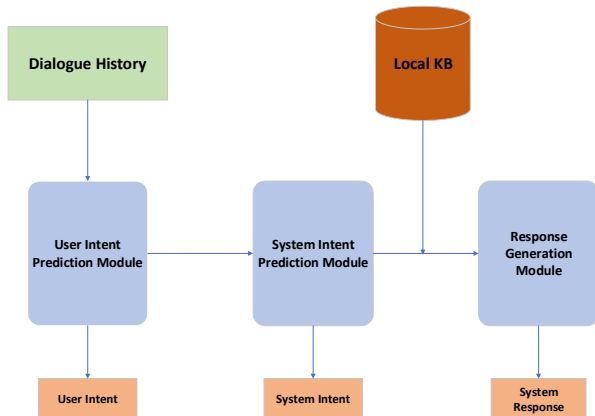 Dialogue History
Local KB
User Intent
Prediction Module
System Intent
Prediction Module
Response
Generation
Module
User Intent
System Intent
System
Response